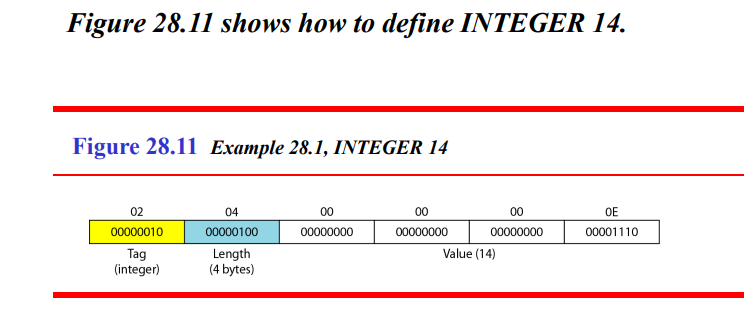 Figure 28.11 shows how to define INTEGER 14.
Figure 28.11 Example 28.1, INTEGER 14
02 04 00 00 00 0E
00000010 00000100 00000000 00000000 00000000 00001110
Tag Length Value (14)
(integer) (4 bytes)